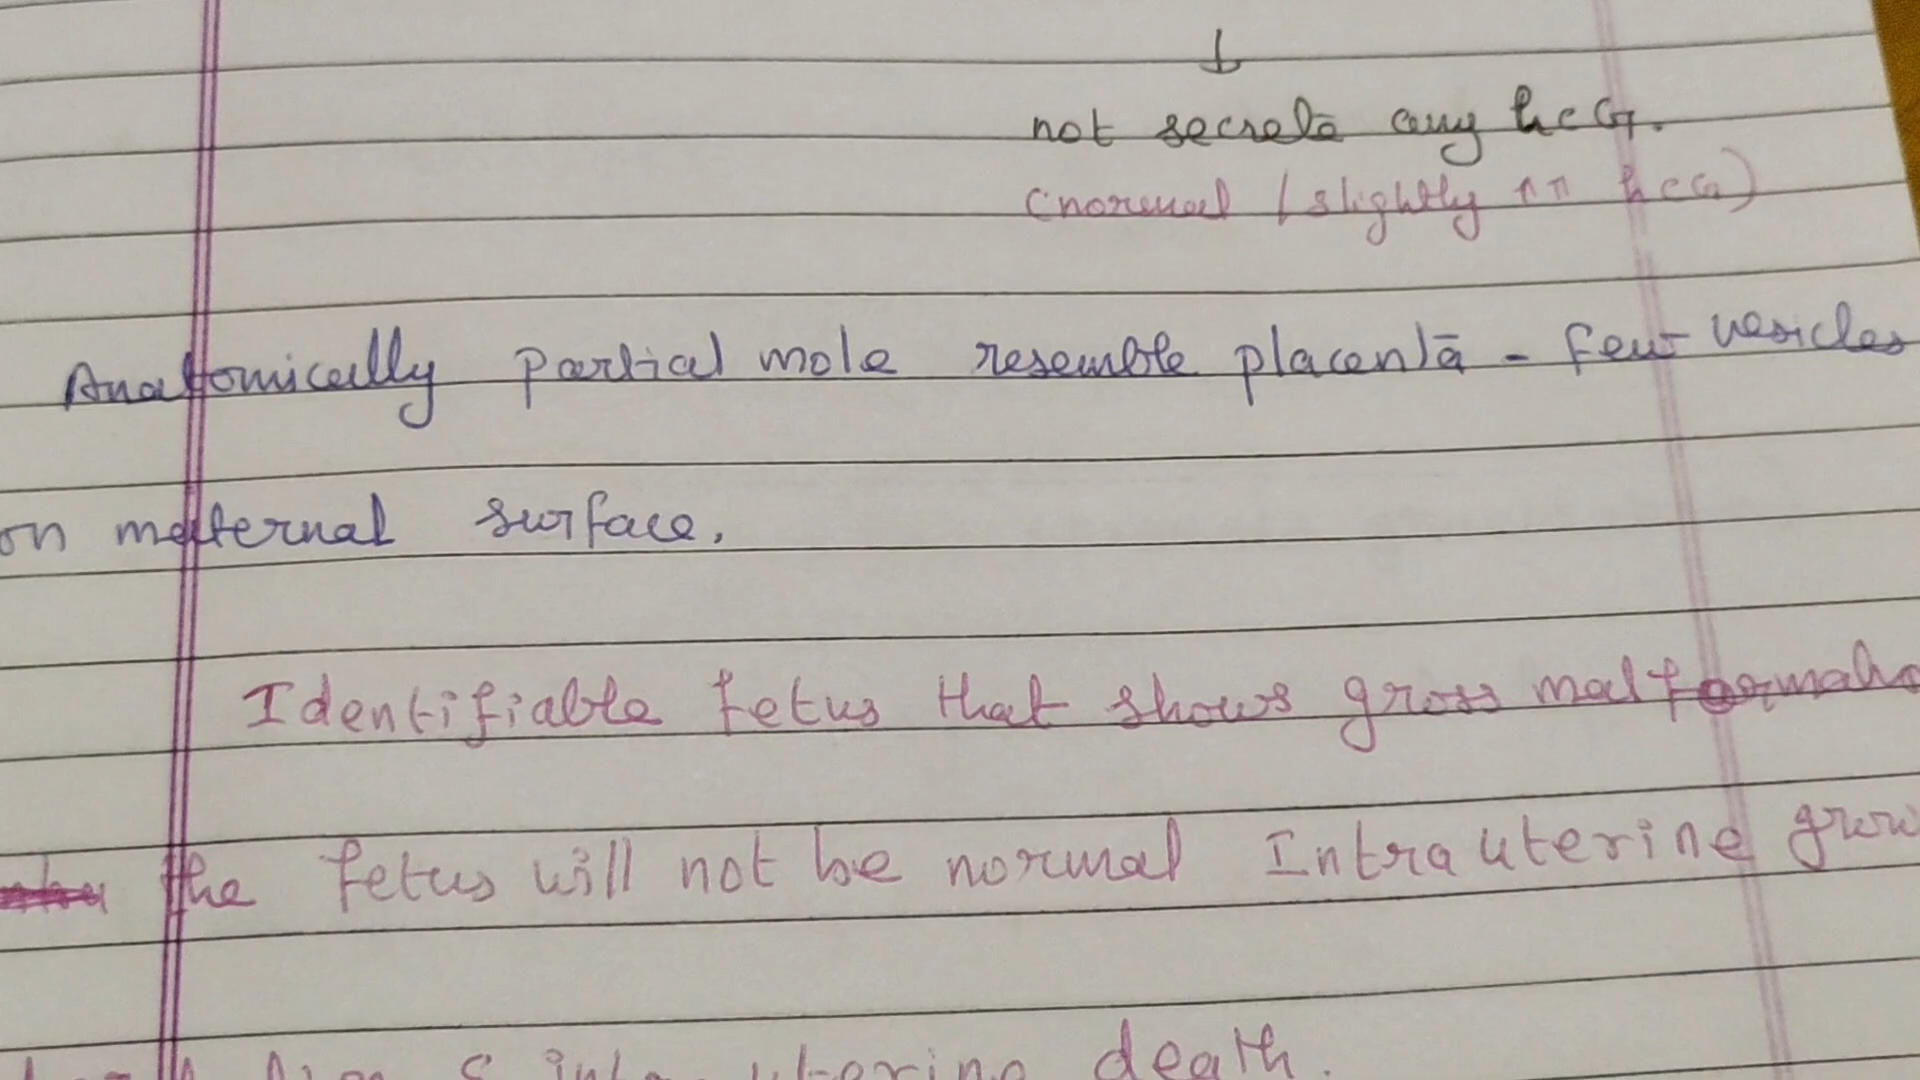 ↓
not secrete any hcG.
(normal / slightly ↑↑ hcG)
Anatomically partial mole resemble placenta - few vesicles
on maternal surface.
Identifiable fetus that shows gross malformatio
the fetus will not be normal Intrauterine grow
death.